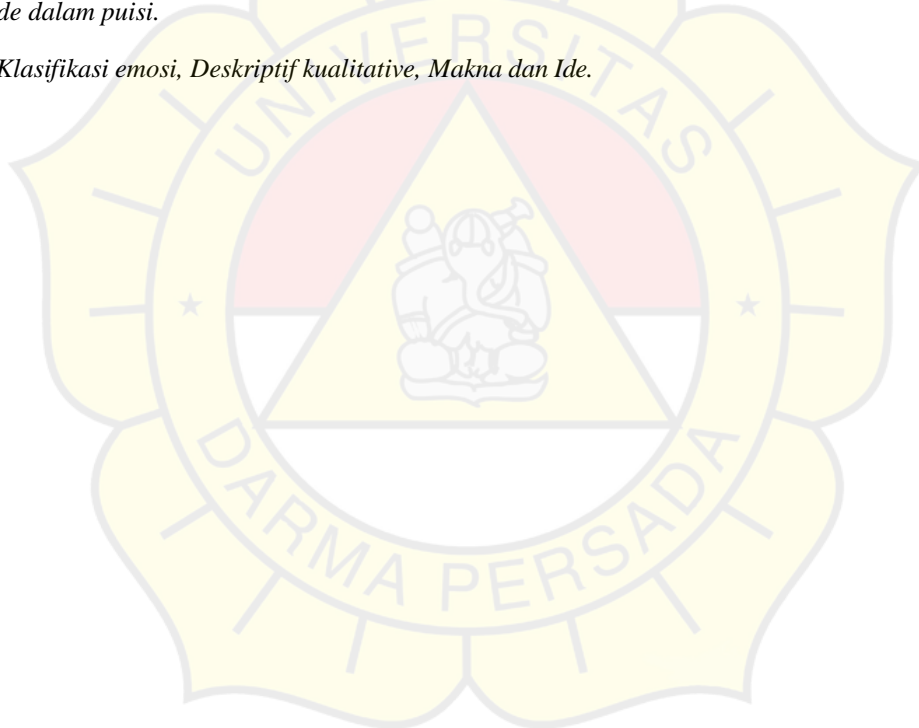 de dalam puisi.
Klasifikasi emosi, Deskriptif kualitative, Makna dan Ide.
UNIVERSITAS
DARMA PERSADA